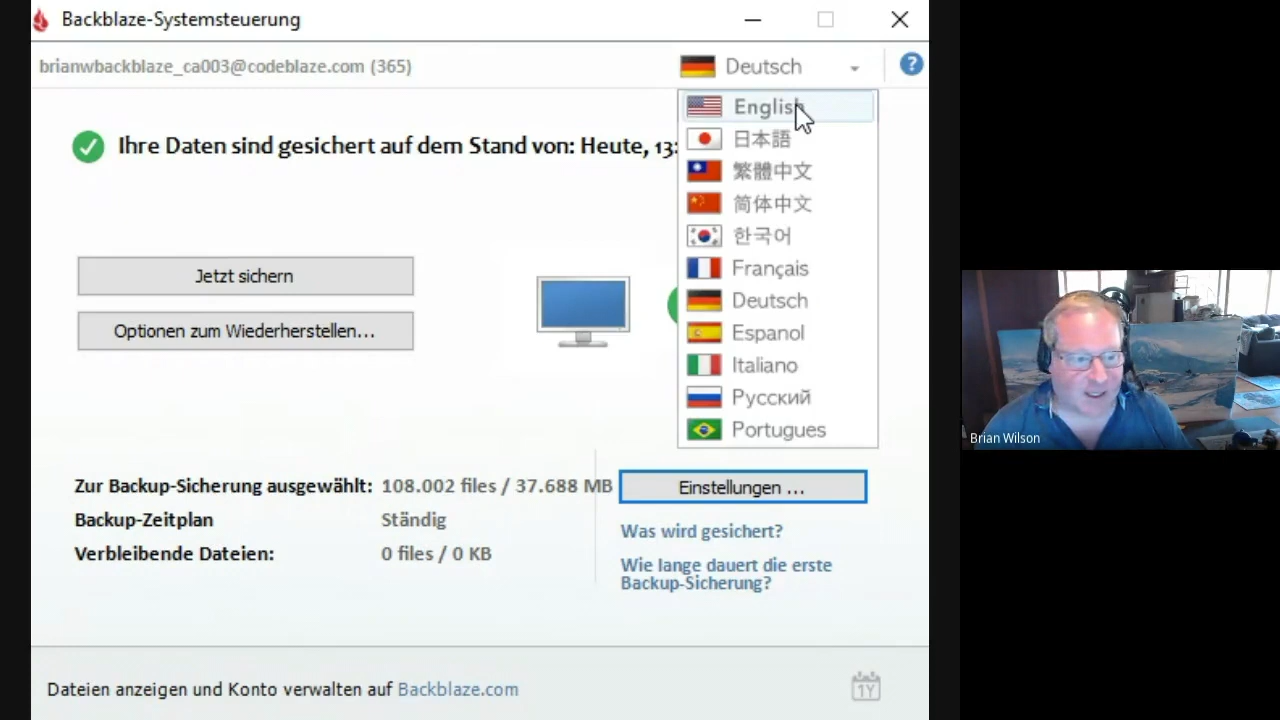 Backblaze-Systemsteuerung
brianwbackblaze_ca003@codeblaze.com (365)
Deutsch
?
Ihre Daten sind gesichert auf dem Stand von: Heute, 13:
English
日本語
繁體中文
简体中文
한국어
Français
Deutsch
Espanol
Italiano
Русский
Portugues
Jetzt sichern
Optionen zum Wiederherstellen...
Zur Backup-Sicherung ausgewählt: 108.002 files / 37.688 MB
Backup-Zeitplan Ständig
Verbleibende Dateien: 0 files / 0 KB
Einstellungen ...
Was wird gesichert?
Wie lange dauert die erste
Backup-Sicherung?
Dateien anzeigen und Konto verwalten auf Backblaze.com
1Y
Brian Wilson